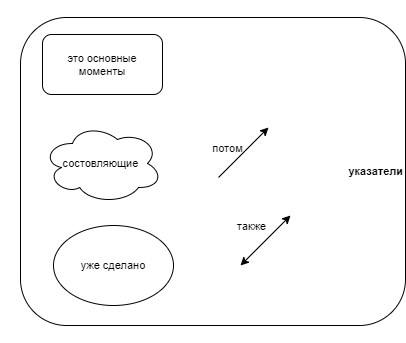 это основные
моменты
состовляющие
потом
указатели
также
уже сделано